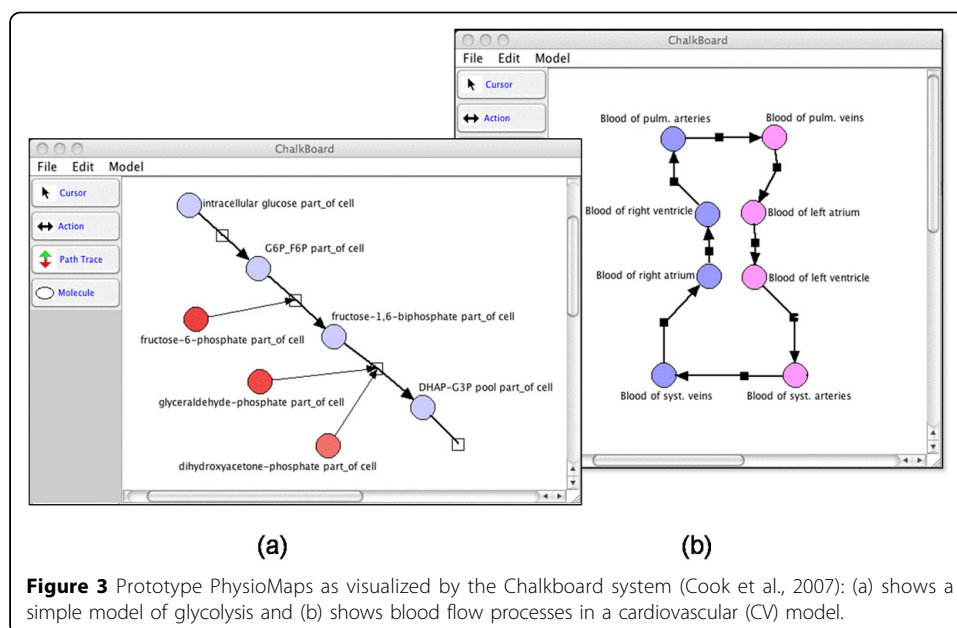 ChalkBoard
File Edit Model
Cursor
Action
Blood of pulm. arteries
Blood of pulm. veins
Blood of right ventricle
Blood of left atrium
Blood of right atrium
Blood of left ventricle
Blood of syst. veins
Blood of syst. arteries
ChalkBoard
File Edit Model
Cursor
Action
Path Trace
Molecule
intracellular glucose part_of cell
G6P_F6P part_of cell
fructose-1,6-biphosphate part_of cell
fructose-6-phosphate part_of cell
DHAP-G3P pool part_of cell
glyceraldehyde-phosphate part_of cell
dihydroxyacetone-phosphate part_of cell
(a)
(b)
Figure 3 Prototype PhysioMaps as visualized by the Chalkboard system (Cook et al., 2007): (a) shows a
simple model of glycolysis and (b) shows blood flow processes in a cardiovascular (CV) model.